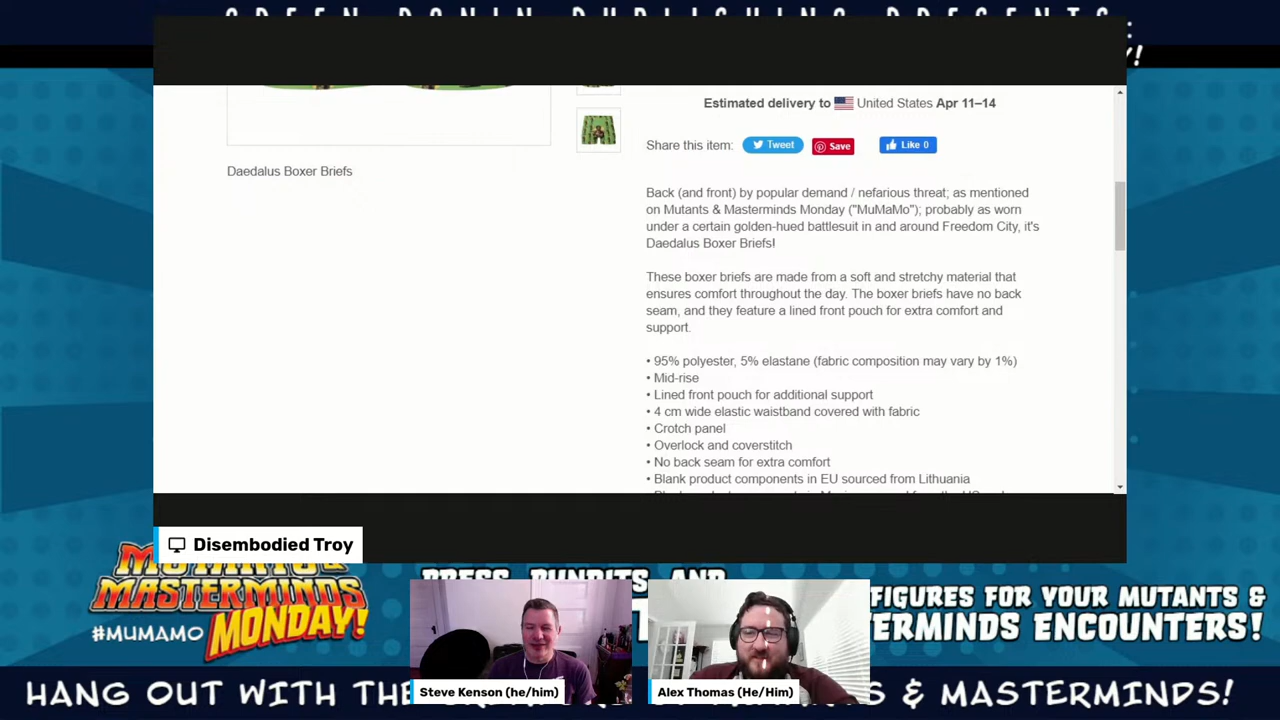 GREEN RONIN PUBLISHING PRESENTS:
Estimated delivery to United States Apr 11–14
Share this item: Tweet Save Like 0
Daedalus Boxer Briefs
Back (and front) by popular demand / nefarious threat; as mentioned
on Mutants & Masterminds Monday ("MuMaMo"); probably as worn
under a certain golden-hued battlesuit in and around Freedom City, it's
Daedalus Boxer Briefs!
These boxer briefs are made from a soft and stretchy material that
ensures comfort throughout the day. The boxer briefs have no back
seam, and they feature a lined front pouch for extra comfort and
support.
• 95% polyester, 5% elastane (fabric composition may vary by 1%)
• Mid-rise
• Lined front pouch for additional support
• 4 cm wide elastic waistband covered with fabric
• Crotch panel
• Overlock and coverstitch
• No back seam for extra comfort
• Blank product components in EU sourced from Lithuania
Disembodied Troy
MUTANTS &
MASTERMINDS
#MUMAMO MONDAY!
PRESS, PUNDITS AND
FIGURES FOR YOUR MUTANTS &
TERMINDS ENCOUNTERS!
Steve Kenson (he/him)
Alex Thomas (He/Him)
HANG OUT WITH THE & MASTERMINDS!